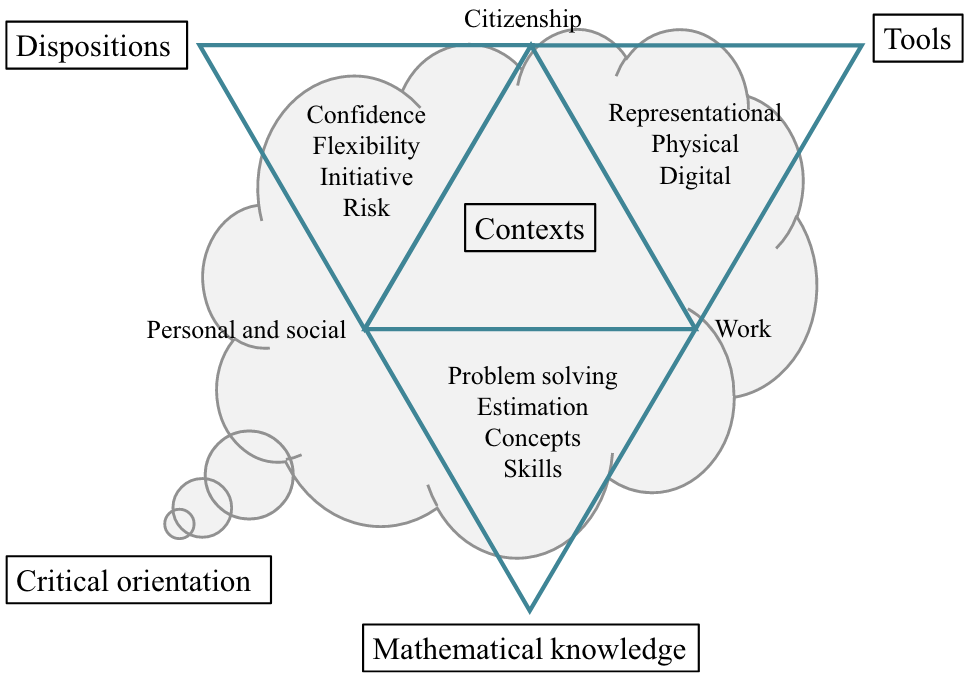 Citizenship
Dispositions
Tools
Confidence
Flexibility
Initiative
Risk
Representational
Physical
Digital
Contexts
Personal and social
Work
Problem solving
Estimation
Concepts
Skills
Critical orientation
Mathematical knowledge